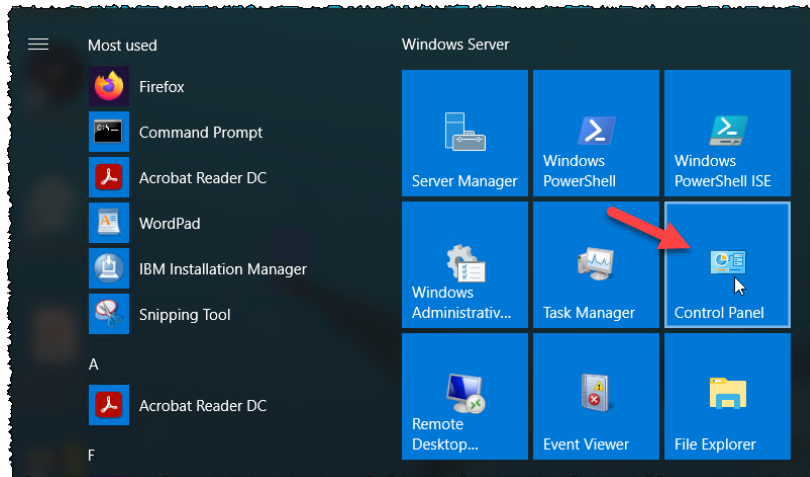 Most used
Firefox
Command Prompt
Acrobat Reader DC
WordPad
IBM Installation Manager
Snipping Tool
A
Acrobat Reader DC
F
Windows Server
Server Manager
Windows
PowerShell
Windows
PowerShell ISE
Windows
Administrativ...
Task Manager
Control Panel
Remote
Desktop...
Event Viewer
File Explorer